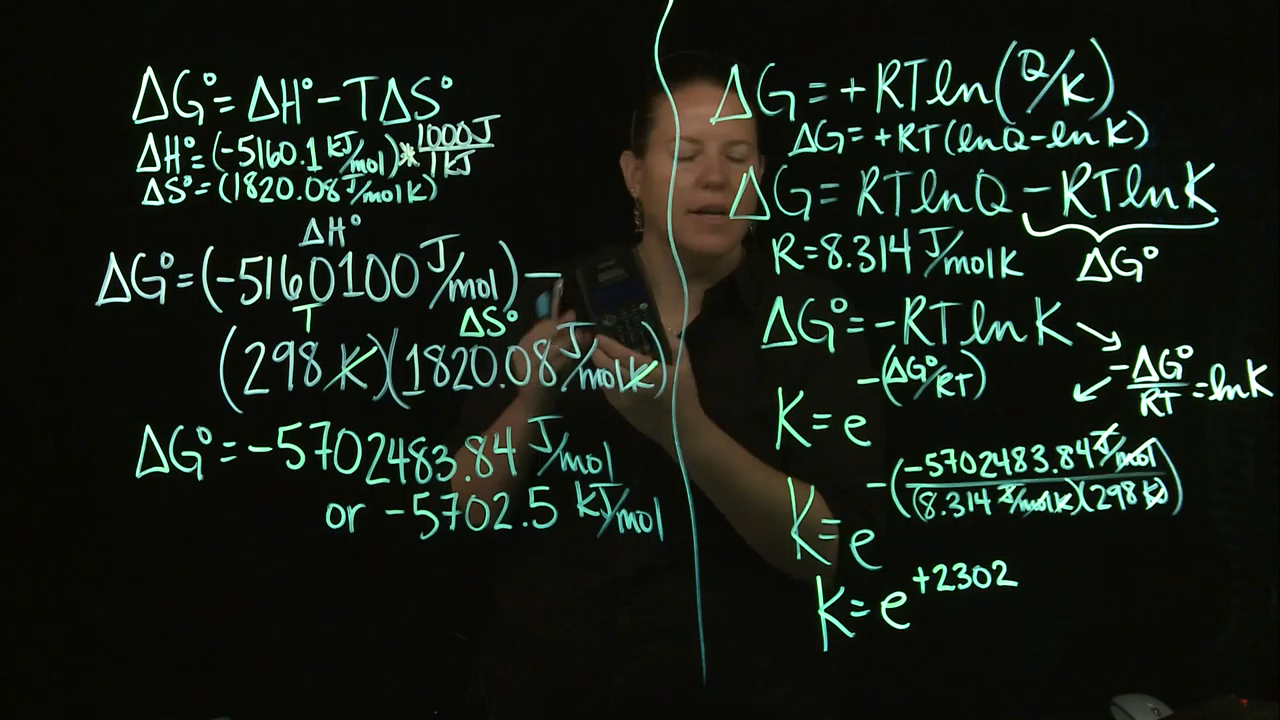 ΔG° = ΔH° - TΔS°
ΔH° = (-5160.1 kJ/mol) * 1000J/1kJ
ΔS° = (1820.08 J/molK)
ΔH°
ΔG° = (-5160100 J/mol) -
T ΔS°
(298 K)(1820.08 J/molK)
ΔG° = -5702483.84 J/mol
or -5702.5 kJ/mol
ΔG = +RT ln(Q/K)
ΔG = +RT(lnQ - lnK)
ΔG = RTlnQ - RTlnK
R = 8.314 J/molK ΔG°
ΔG° = -RTlnK
-ΔG°/RT = lnK
K = e^-(ΔG°/RT)
K = e^-((-5702483.84 J/mol)/((8.314 J/molK)(298 K)))
K = e^+2302